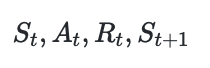 $S_t, A_t, R_t, S_{t+1}$